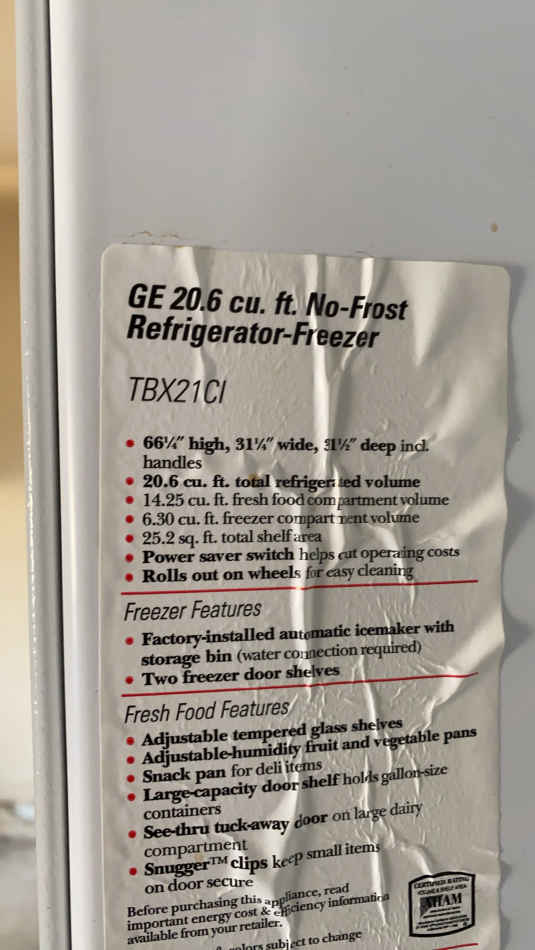 GE 20.6 cu. ft. No-Frost
Refrigerator-Freezer
TBX21CI
• 66¼" high, 31¼" wide, 31½" deep incl.
handles
• 20.6 cu. ft. total refrigerated volume
• 14.25 cu. ft. fresh food compartment volume
• 6.30 cu. ft. freezer compartment volume
• 25.2 sq. ft. total shelf area
• Power saver switch helps cut operating costs
• Rolls out on wheels for easy cleaning
Freezer Features
• Factory-installed automatic icemaker with
storage bin (water connection required)
• Two freezer door shelves
Fresh Food Features
• Adjustable tempered glass shelves
• Adjustable-humidity fruit and vegetable pans
• Snack pan for deli items
• Large-capacity door shelf holds gallon-size
containers
• See-thru tuck-away door on large dairy
compartment
• Snugger™ clips keep small items
on door secure
Before purchasing this appliance, read
important energy cost & efficiency information
available from your retailer.
CERTIFIED RATING
VOLUME & SHELF AREA
AHAM
colors subject to change